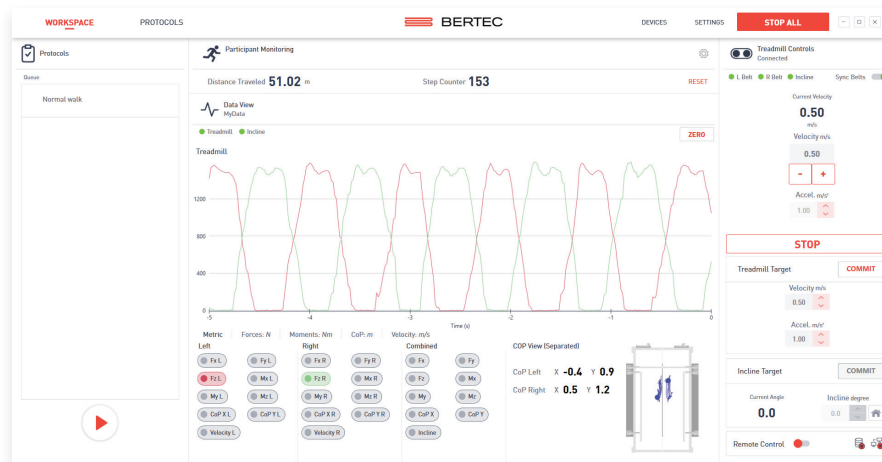 WORKSPACE
PROTOCOLS
BERTEC
DEVICES
SETTINGS
STOP ALL
Protocols
Queue
Normal walk
Participant Monitoring
Distance Traveled 51.02 m
Step Counter 153
RESET
Data View
MyData
Treadmill
Incline
ZERO
Treadmill
1200
800
400
0
-5
-4
-3
-2
-1
0
Time (s)
Metric
Forces: N
Moments: Nm
CoP: m
Velocity: m/s
Left
Right
Combined
Fx L
Fy L
Fx R
Fy R
Fx
Fy
Fz L
Mx L
Fz R
Mx R
Fz
Mx
My L
Mz L
My R
Mz R
My
Mz
CoP X L
CoP Y L
CoP X R
CoP Y R
CoP X
CoP Y
Velocity L
Velocity R
Incline
COP View (Separated)
CoP Left X -0.4 Y 0.9
CoP Right X 0.5 Y 1.2
Treadmill Controls
Connected
L Belt
R Belt
Incline
Sync Belts
Current Velocity
0.50
m/s
Velocity m/s
0.50
- +
Accel. m/s²
1.00
STOP
Treadmill Target
COMMIT
Velocity m/s
0.50
Accel. m/s²
1.00
Incline Target
COMMIT
Current Angle
Incline degree
0.0
0.0
Remote Control